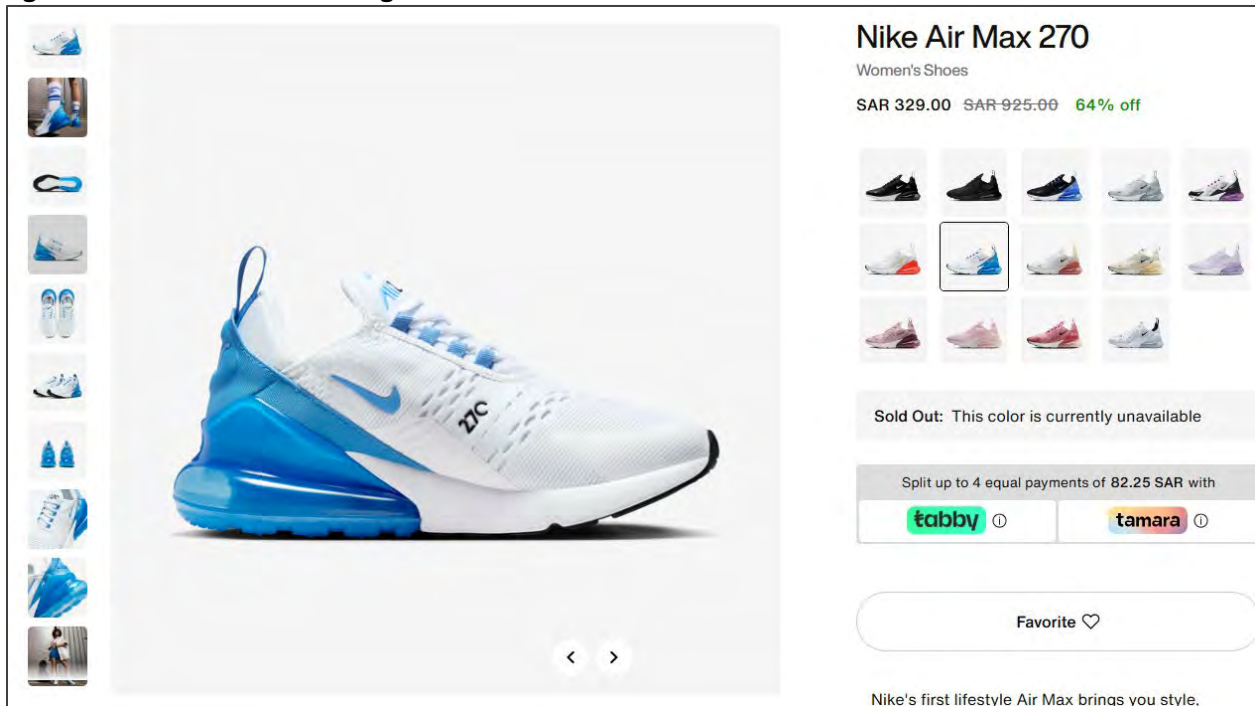 Nike Air Max 270
Women's Shoes
SAR 329.00 SAR 925.00 64% off
27C
Sold Out: This color is currently unavailable
Split up to 4 equal payments of 82.25 SAR with
tabby
tamara
Favorite
Nike's first lifestyle Air Max brings you style,